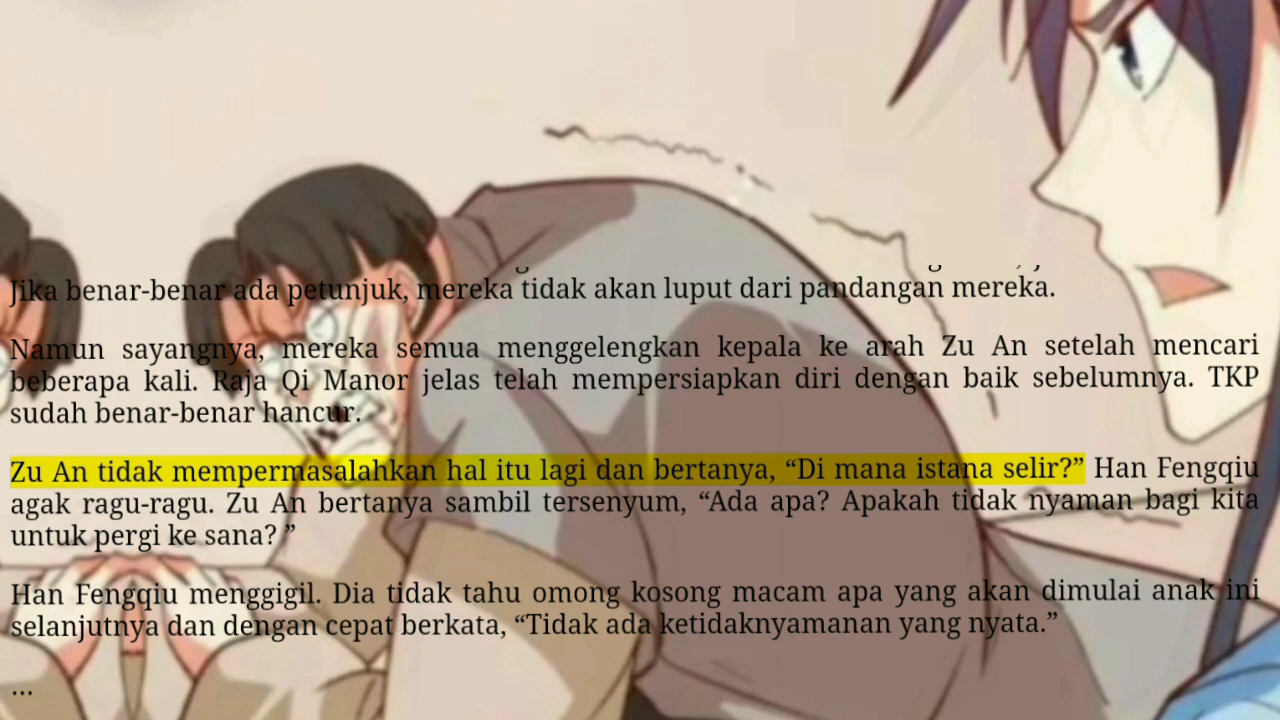 Jika benar-benar ada petunjuk, mereka tidak akan luput dari pandangan mereka.
Namun sayangnya, mereka semua menggelengkan kepala ke arah Zu An setelah mencari
beberapa kali. Raja Qi Manor jelas telah mempersiapkan diri dengan baik sebelumnya. TKP
sudah benar-benar hancur.
Zu An tidak mempermasalahkan hal itu lagi dan bertanya, “Di mana istana selir?” Han Fengqiu
agak ragu-ragu. Zu An bertanya sambil tersenyum, “Ada apa? Apakah tidak nyaman bagi kita
untuk pergi ke sana? ”
Han Fengqiu menggigil. Dia tidak tahu omong kosong macam apa yang akan dimulai anak ini
selanjutnya dan dengan cepat berkata, “Tidak ada ketidaknyamanan yang nyata.”
...